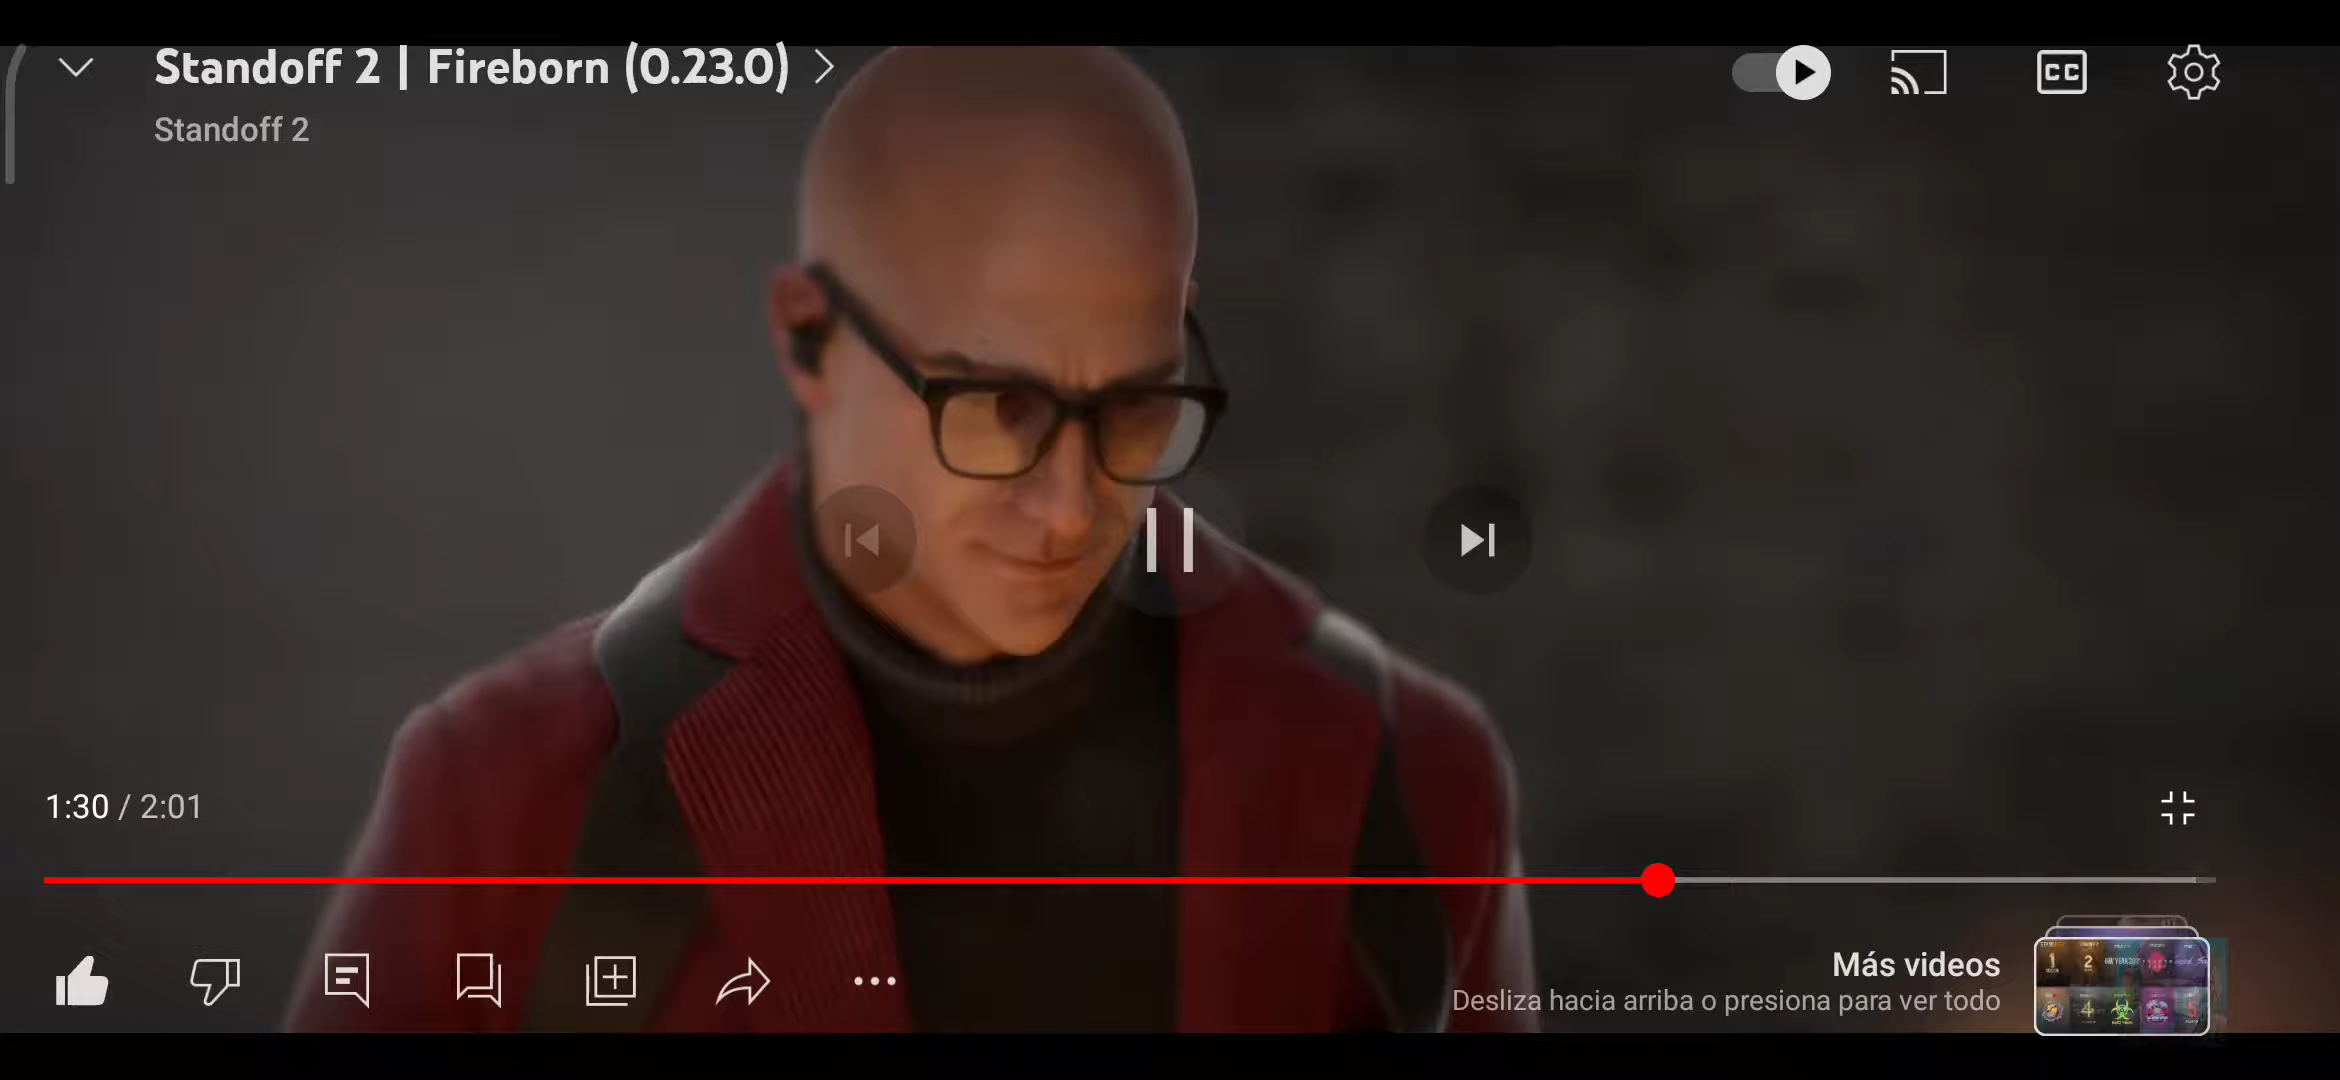 Standoff 2 | Fireborn (0.23.0)
Standoff 2
CC
1:30 / 2:01
Más videos
Desliza hacia arriba o presiona para ver todo